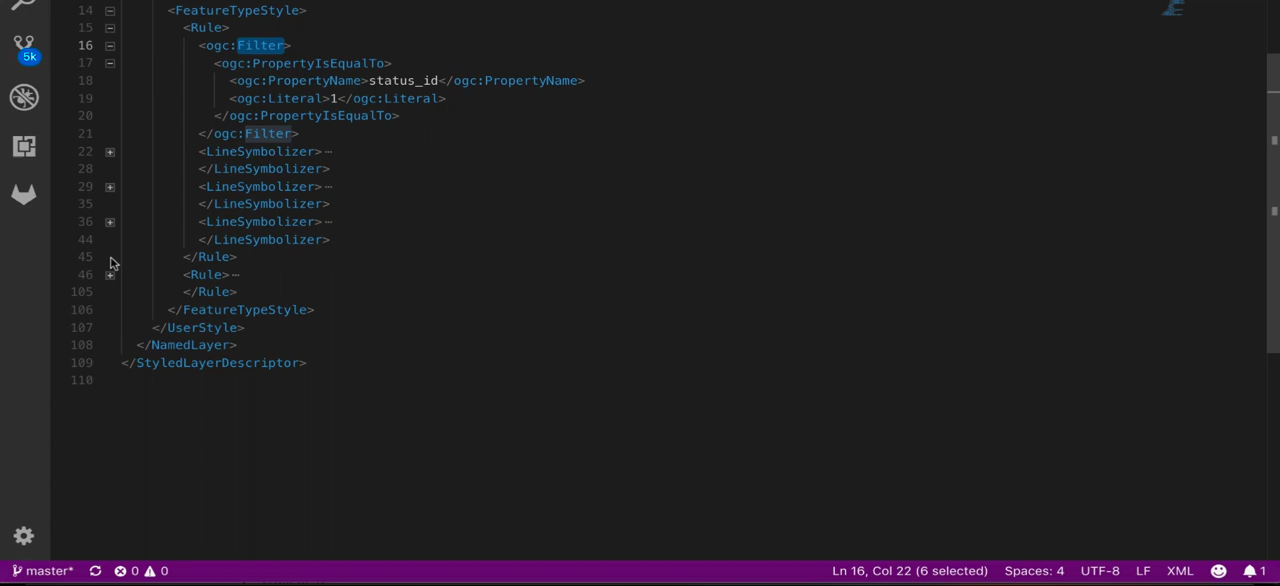 14 <FeatureTypeStyle>
15 <Rule>
16 <ogc:Filter>
5k
17 <ogc:PropertyIsEqualTo>
18 <ogc:PropertyName>status_id</ogc:PropertyName>
19 <ogc:Literal>1</ogc:Literal>
20 </ogc:PropertyIsEqualTo>
21 </ogc:Filter>
22 <LineSymbolizer>⋯
28 </LineSymbolizer>
29 <LineSymbolizer>⋯
35 </LineSymbolizer>
36 <LineSymbolizer>⋯
44 </LineSymbolizer>
45 </Rule>
46 <Rule>⋯
105 </Rule>
106 </FeatureTypeStyle>
107 </UserStyle>
108 </NamedLayer>
109 </StyledLayerDescriptor>
110
master* 0 0 Ln 16, Col 22 (6 selected) Spaces: 4 UTF-8 LF XML 1